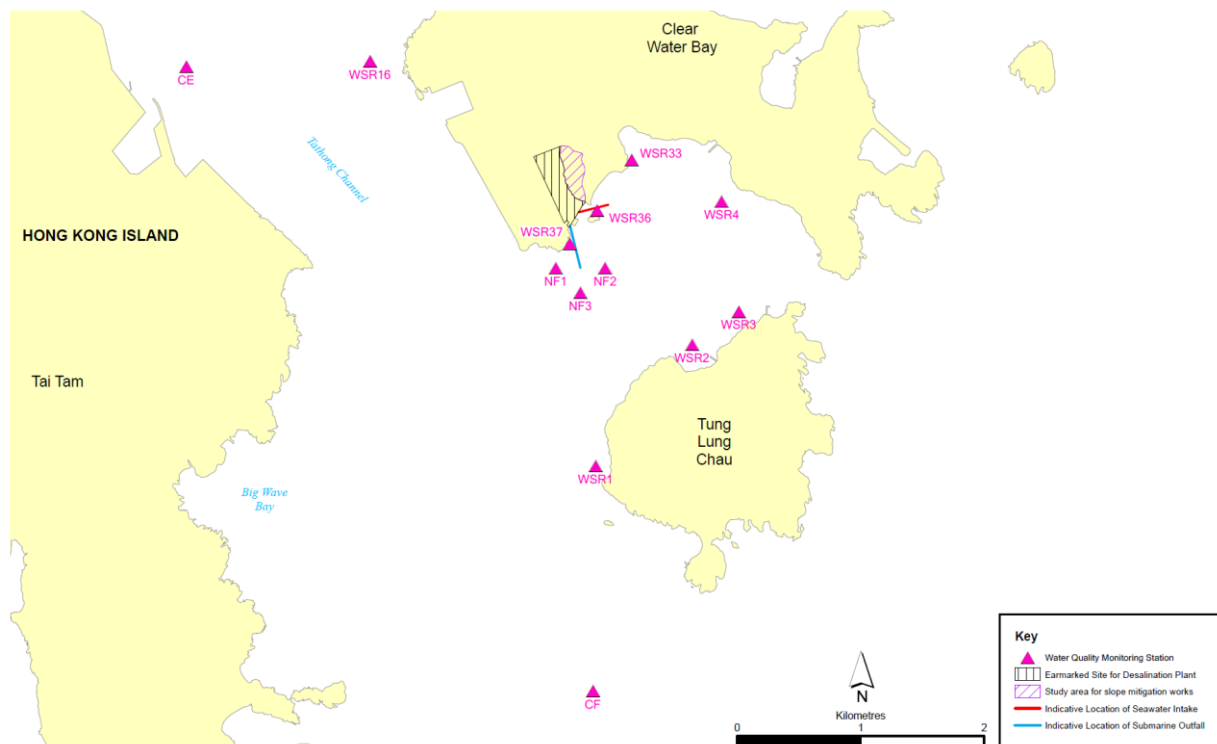 Clear
Water Bay
CE
WSR16
Tathong Channel
WSR33
WSR4
WSR36
HONG KONG ISLAND
WSR37
NF1
NF2
NF3
WSR3
WSR2
Tai Tam
Tung
Lung
Chau
WSR1
Big Wave
Bay
CF
N
Kilometres
0 1 2
Key
Water Quality Monitoring Station
Earmarked Site for Desalination Plant
Study area for slope mitigation works
Indicative Location of Seawater Intake
Indicative Location of Submarine Outfall